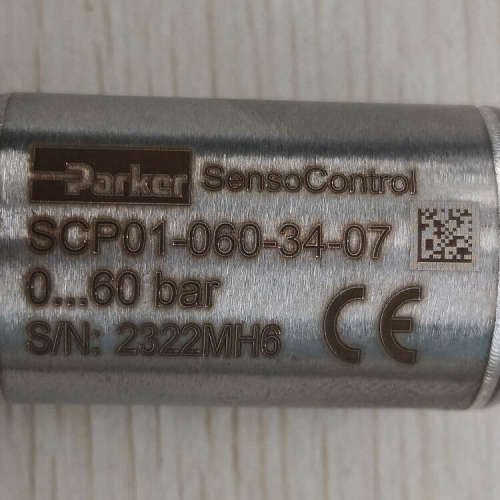 Parker SensoControl
SCP01-060-34-07
0...60 bar
S/N: 2322MH6
CE